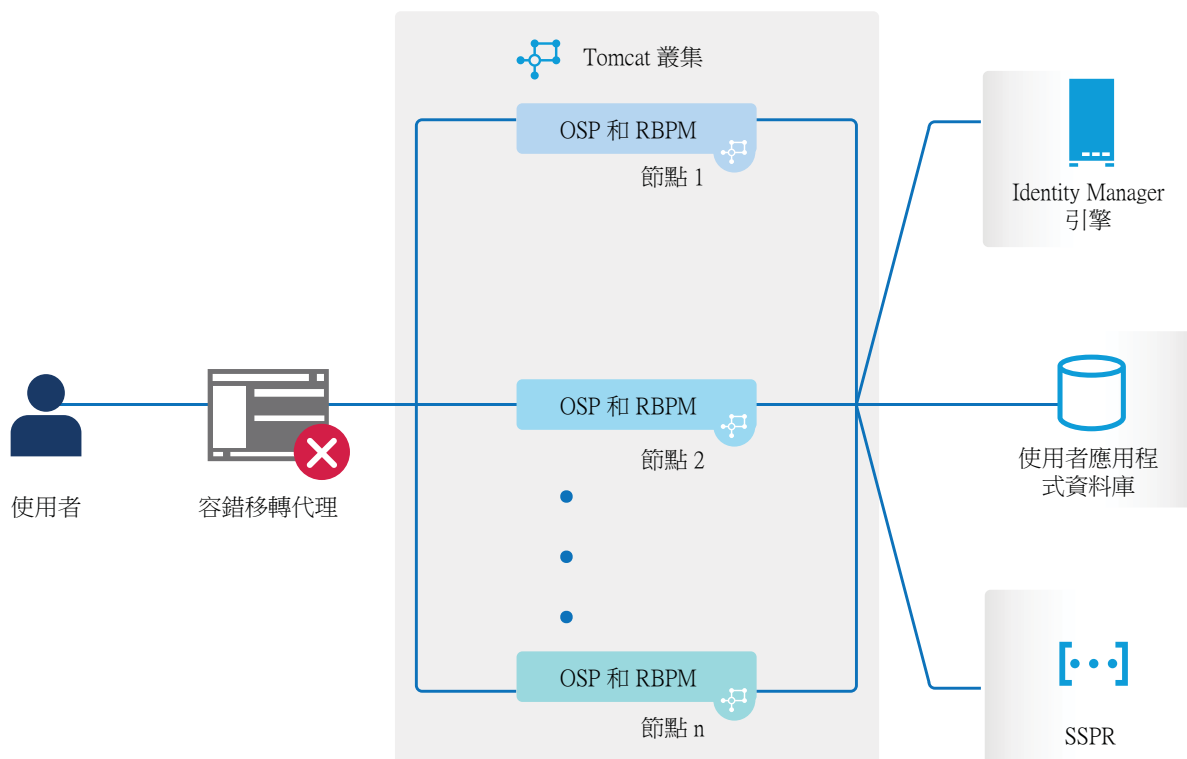 Tomcat 叢集
OSP 和 RBPM
節點 1
OSP 和 RBPM
節點 2
OSP 和 RBPM
節點 n
使用者
容錯移轉代理
Identity Manager
引擎
使用者應用程
式資料庫
SSPR